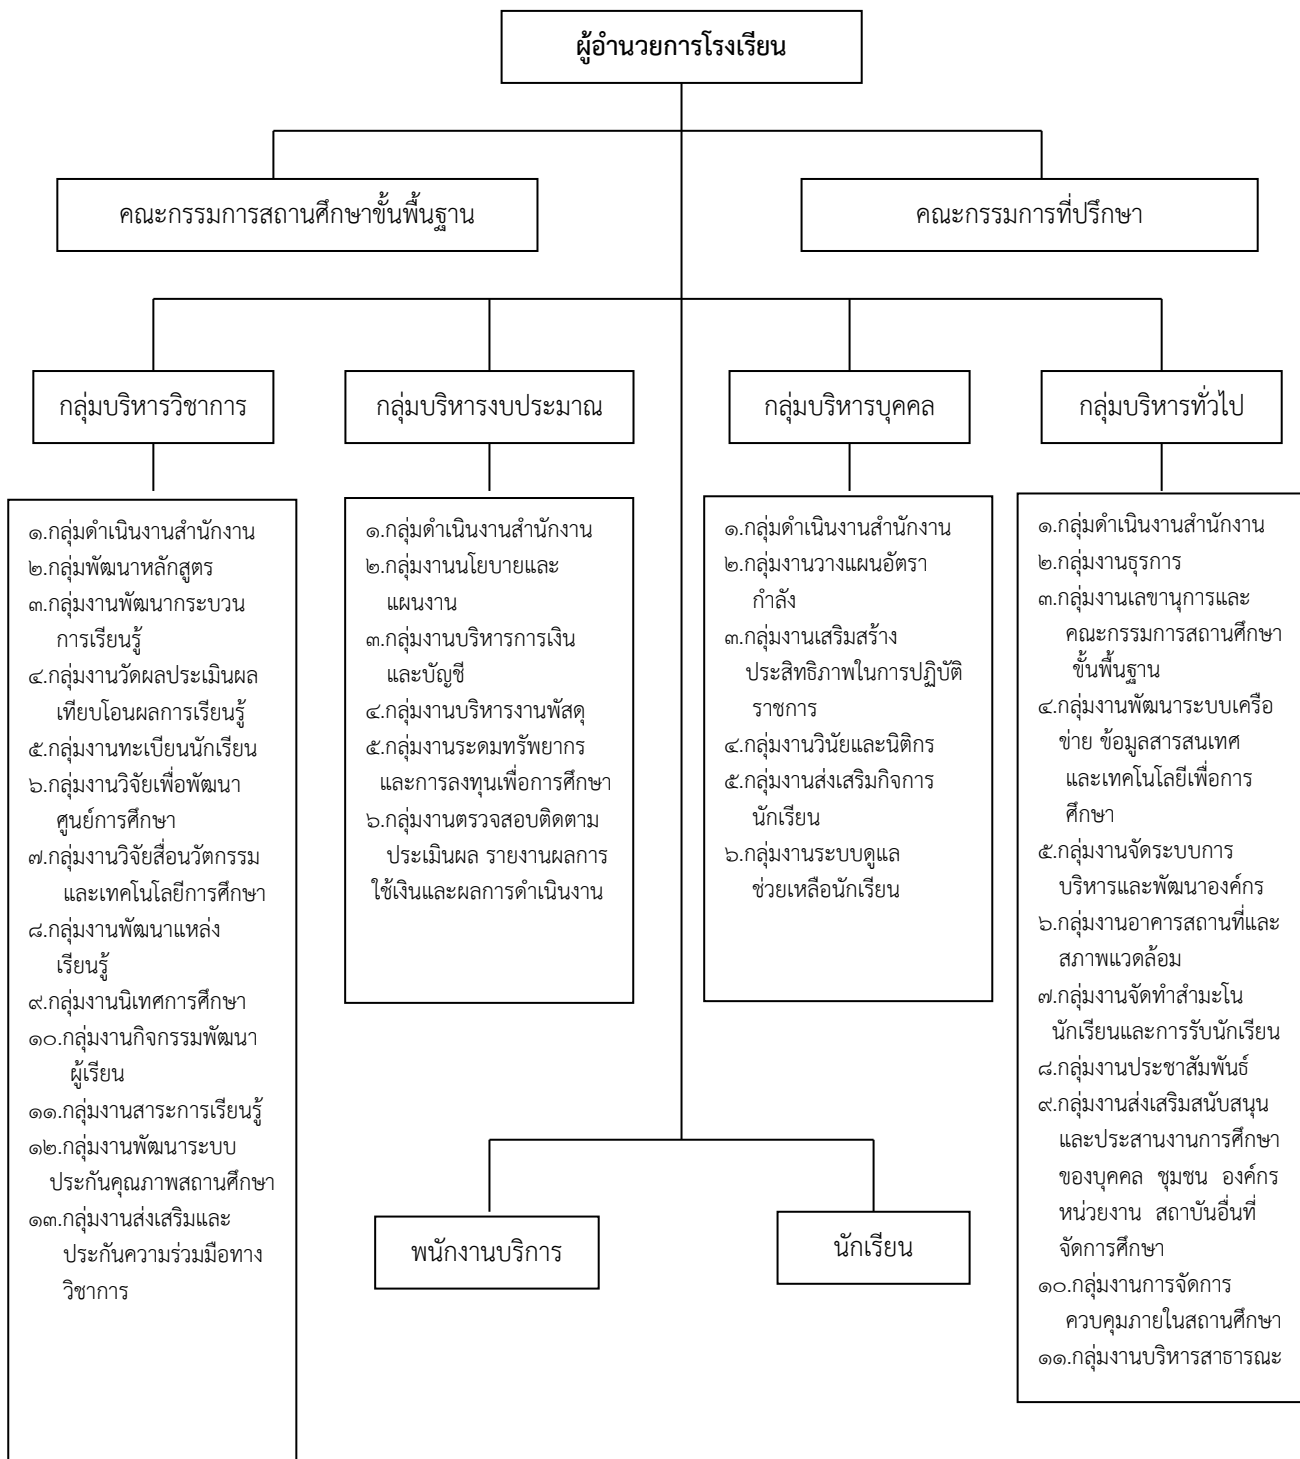 ผู้อำนวยการโรงเรียน
คณะกรรมการสถานศึกษาขั้นพื้นฐาน
คณะกรรมการที่ปรึกษา
กลุ่มบริหารวิชาการ
กลุ่มบริหารงบประมาณ
กลุ่มบริหารบุคคล
กลุ่มบริหารทั่วไป
๑.กลุ่มดำเนินงานสำนักงาน
๒.กลุ่มพัฒนาหลักสูตร
๓.กลุ่มงานพัฒนากระบวน
การเรียนรู้
๔.กลุ่มงานวัดผลประเมินผล
เทียบโอนผลการเรียนรู้
๕.กลุ่มงานทะเบียนนักเรียน
๖.กลุ่มงานวิจัยเพื่อพัฒนา
ศูนย์การศึกษา
๗.กลุ่มงานวิจัยสื่อนวัตกรรม
และเทคโนโลยีการศึกษา
๘.กลุ่มงานพัฒนาแหล่ง
เรียนรู้
๙.กลุ่มงานนิเทศการศึกษา
๑๐.กลุ่มงานกิจกรรมพัฒนา
ผู้เรียน
๑๑.กลุ่มงานสาระการเรียนรู้
๑๒.กลุ่มงานพัฒนาระบบ
ประกันคุณภาพสถานศึกษา
๑๓.กลุ่มงานส่งเสริมและ
ประกันความร่วมมือทาง
วิชาการ
๑.กลุ่มดำเนินงานสำนักงาน
๒.กลุ่มงานนโยบายและ
แผนงาน
๓.กลุ่มงานบริหารการเงิน
และบัญชี
๔.กลุ่มงานบริหารงานพัสดุ
๕.กลุ่มงานระดมทรัพยากร
และการลงทุนเพื่อการศึกษา
๖.กลุ่มงานตรวจสอบติดตาม
ประเมินผล รายงานผลการ
ใช้เงินและผลการดำเนินงาน
๑.กลุ่มดำเนินงานสำนักงาน
๒.กลุ่มงานวางแผนอัตรา
กำลัง
๓.กลุ่มงานเสริมสร้าง
ประสิทธิภาพในการปฏิบัติ
ราชการ
๔.กลุ่มงานวินัยและนิติกร
๕.กลุ่มงานส่งเสริมกิจการ
นักเรียน
๖.กลุ่มงานระบบดูแล
ช่วยเหลือนักเรียน
๑.กลุ่มดำเนินงานสำนักงาน
๒.กลุ่มงานธุรการ
๓.กลุ่มงานเลขานุการและ
คณะกรรมการสถานศึกษา
ขั้นพื้นฐาน
๔.กลุ่มงานพัฒนาระบบเครือ
ข่าย ข้อมูลสารสนเทศ
และเทคโนโลยีเพื่อการ
ศึกษา
๕.กลุ่มงานจัดระบบการ
บริหารและพัฒนาองค์กร
๖.กลุ่มงานอาคารสถานที่และ
สภาพแวดล้อม
๗.กลุ่มงานจัดทำสำมะโน
นักเรียนและการรับนักเรียน
๘.กลุ่มงานประชาสัมพันธ์
๙.กลุ่มงานส่งเสริมสนับสนุน
และประสานงานการศึกษา
ของบุคคล ชุมชน องค์กร
หน่วยงาน สถาบันอื่นที่
จัดการศึกษา
๑๐.กลุ่มงานการจัดการ
ควบคุมภายในสถานศึกษา
๑๑.กลุ่มงานบริหารสาธารณะ
พนักงานบริการ
นักเรียน